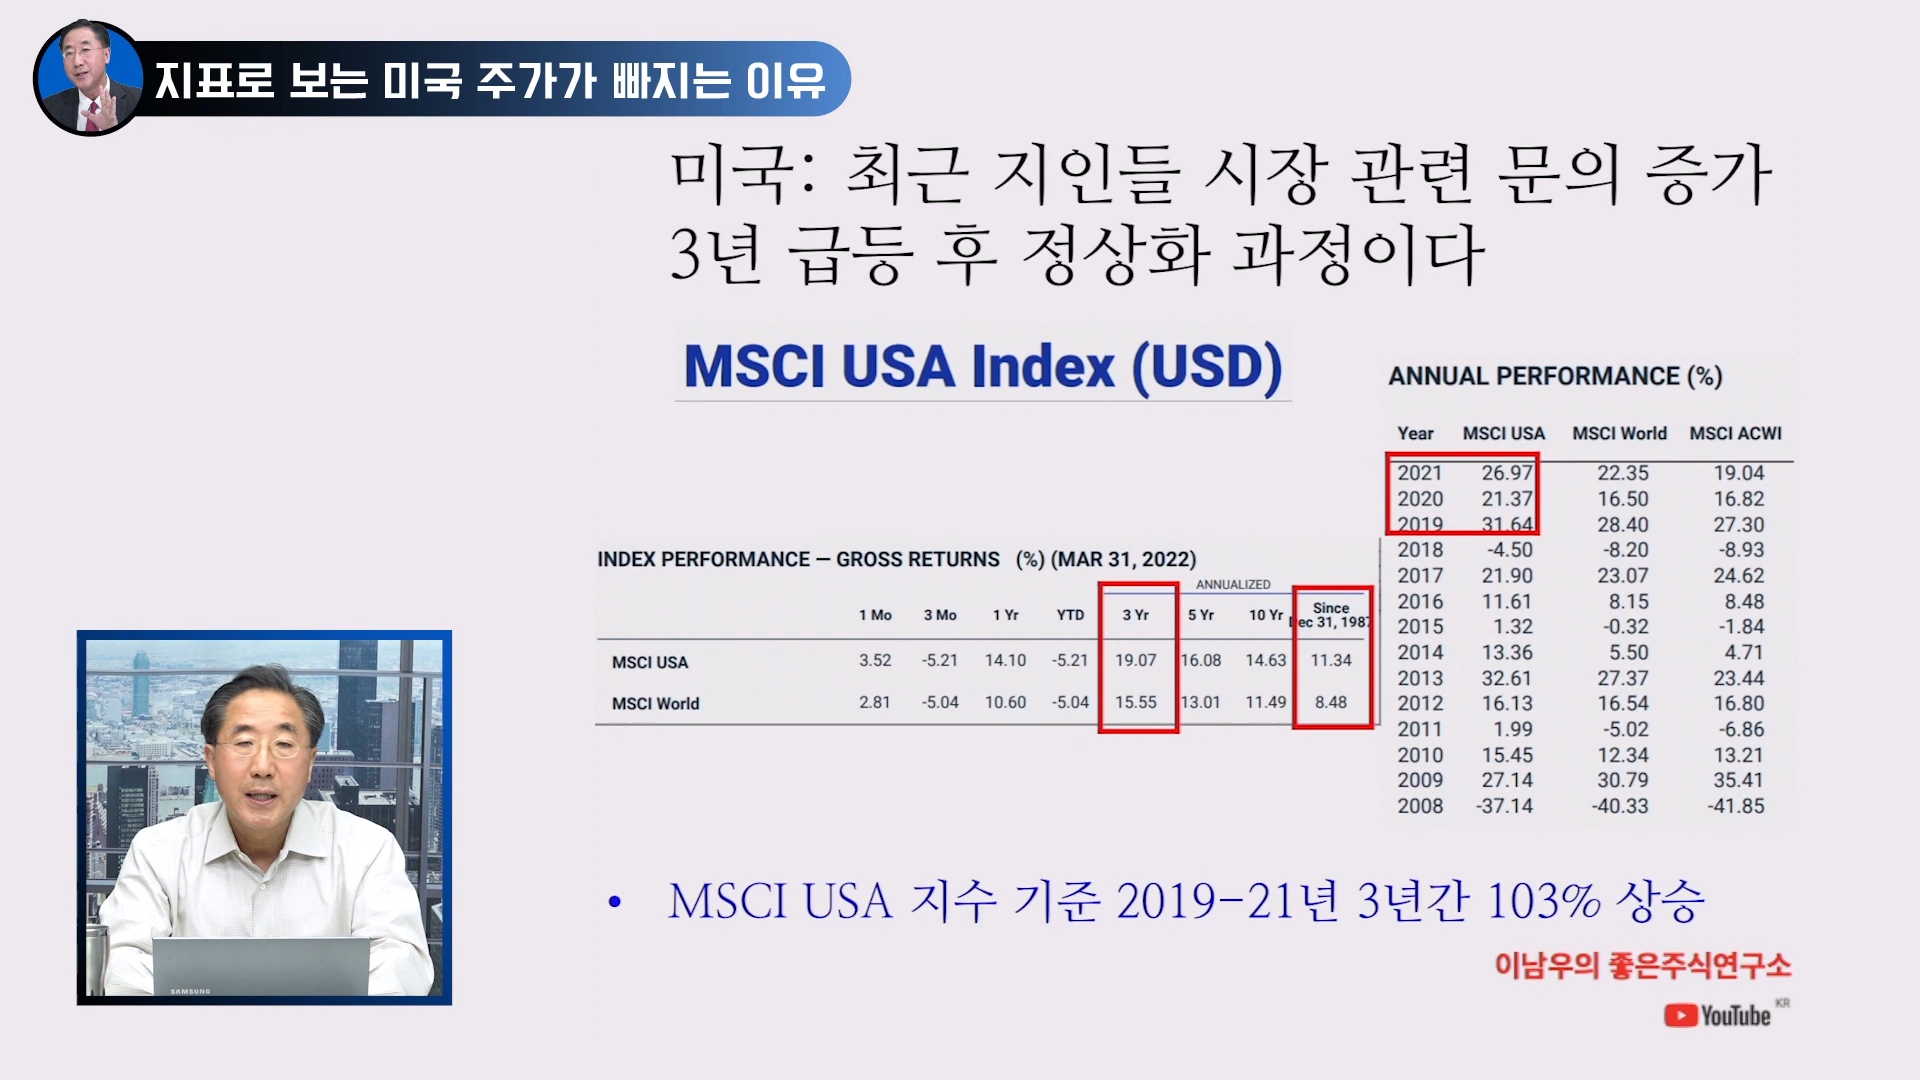 지표로 보는 미국 주가가 빠지는 이유
미국: 최근 지인들 시장 관련 문의 증가
3년 급등 후 정상화 과정이다
MSCI USA Index (USD)
INDEX PERFORMANCE — GROSS RETURNS (%) (MAR 31, 2022)
ANNUALIZED
1 Mo 3 Mo 1 Yr YTD 3 Yr 5 Yr 10 Yr Since Dec 31, 1987
MSCI USA 3.52 -5.21 14.10 -5.21 19.07 16.08 14.63 11.34
MSCI World 2.81 -5.04 10.60 -5.04 15.55 13.01 11.49 8.48
ANNUAL PERFORMANCE (%)
Year MSCI USA MSCI World MSCI ACWI
2021 26.97 22.35 19.04
2020 21.37 16.50 16.82
2019 31.64 28.40 27.30
2018 -4.50 -8.20 -8.93
2017 21.90 23.07 24.62
2016 11.61 8.15 8.48
2015 1.32 -0.32 -1.84
2014 13.36 5.50 4.71
2013 32.61 27.37 23.44
2012 16.13 16.54 16.80
2011 1.99 -5.02 -6.86
2010 15.45 12.34 13.21
2009 27.14 30.79 35.41
2008 -37.14 -40.33 -41.85
• MSCI USA 지수 기준 2019-21년 3년간 103% 상승
이남우의 좋은주식연구소
YouTube KR
SAMSUNG